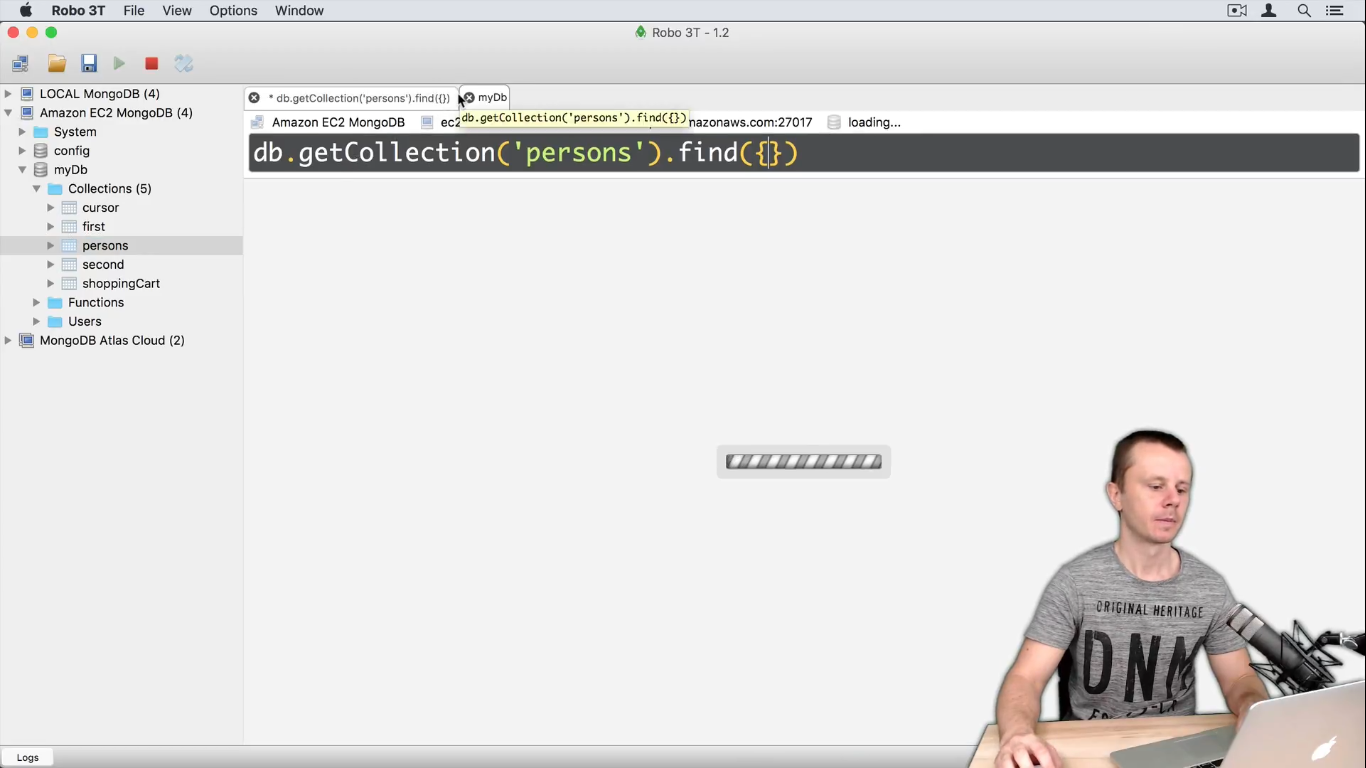 Robo 3T File View Options Window
Robo 3T - 1.2
LOCAL MongoDB (4)
* db.getCollection('persons').find({})
myDb
Amazon EC2 MongoDB (4)
db.getCollection('persons').find({})
Amazon EC2 MongoDB
ec2
mazonaws.com:27017
loading...
System
db.getCollection('persons').find({})
config
myDb
Collections (5)
cursor
first
persons
second
shoppingCart
Functions
Users
MongoDB Atlas Cloud (2)
ORIGINAL HERITAGE
DNM
Logs